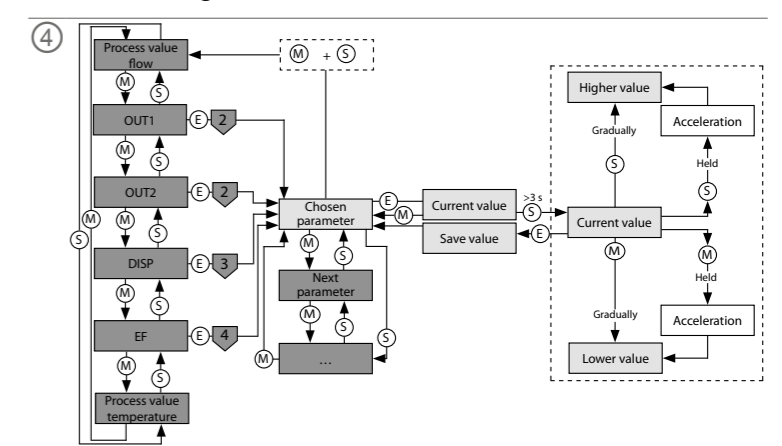 4
Process value
flow
M + S
M S
OUT1 E 2
M S
OUT2 E 2
M S
M
S
DISP E 3
M S
EF E 4
M S
Process value
temperature
Chosen
parameter
M S
Next
parameter
M S
S
M
...
E
M
Current value
Save value
>3 s
S
E
Higher value
Gradually
S
Acceleration
Held
S
Current value
M
Gradually
M
Held
Acceleration
Lower value